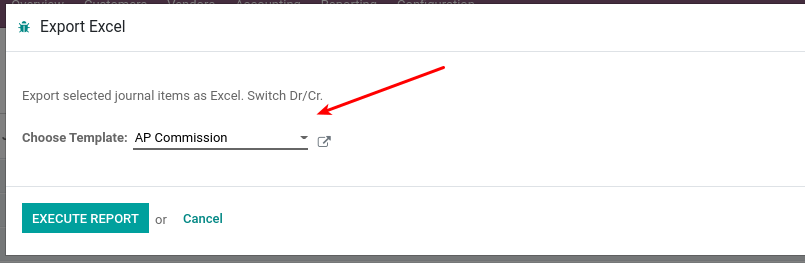 Overview Customers Vendors Accounting Reporting Configuration
Export Excel
Export selected journal items as Excel. Switch Dr/Cr.
Choose Template: AP Commission
EXECUTE REPORT or Cancel